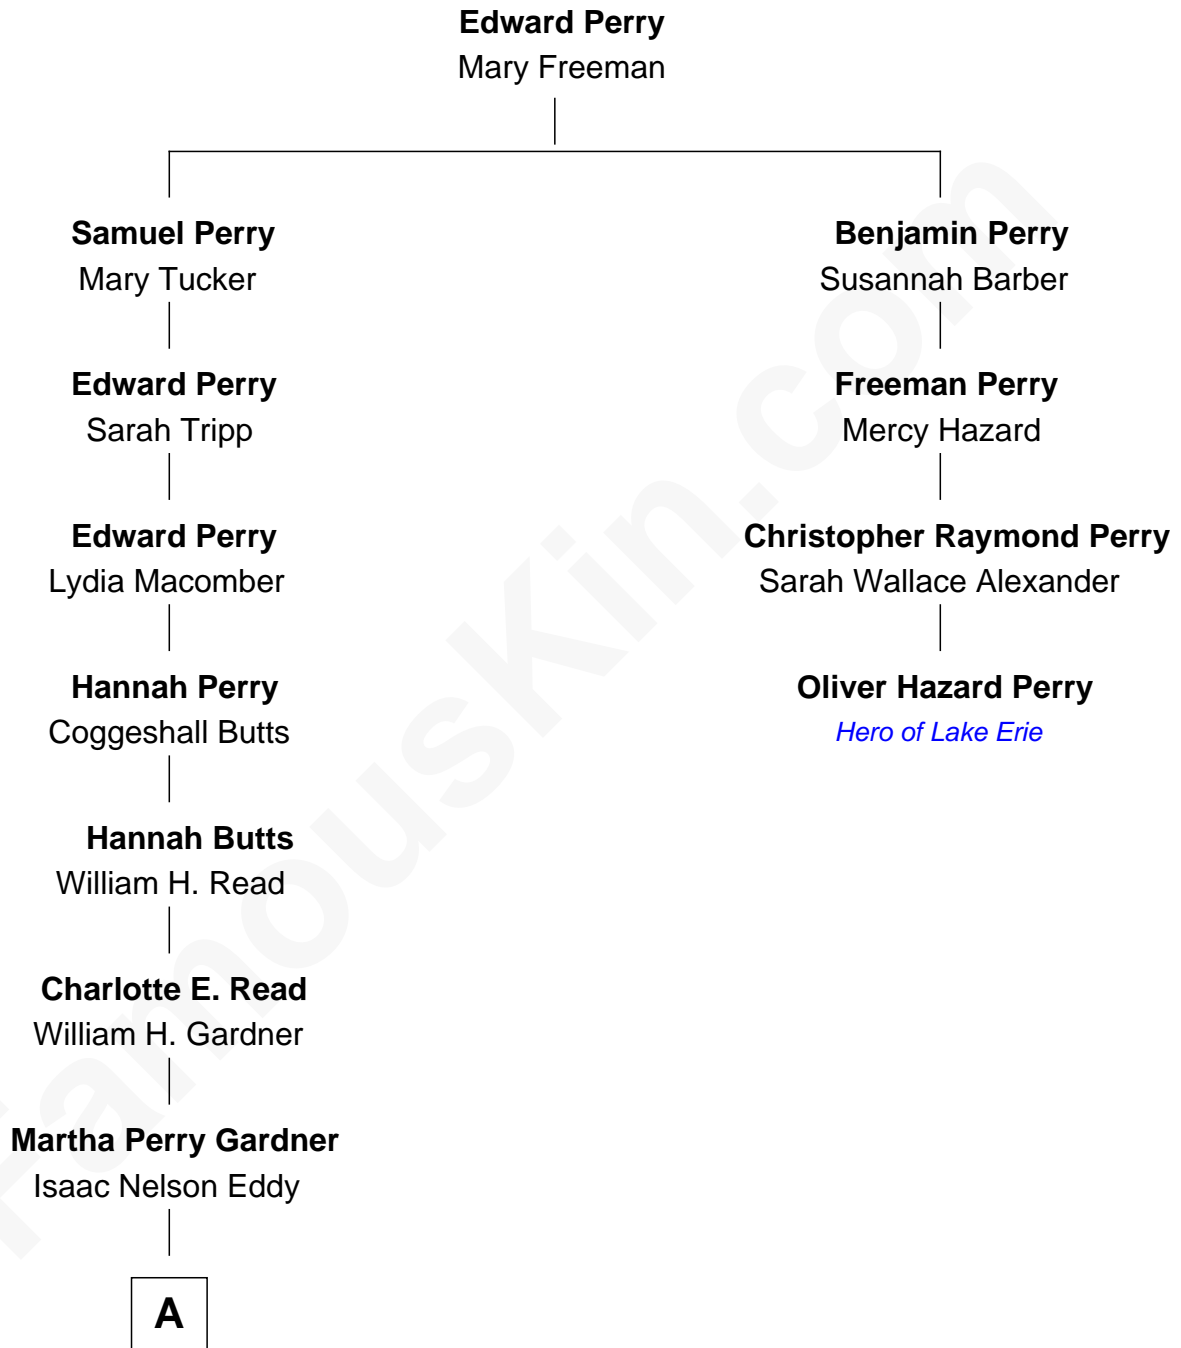 Edward Perry
Mary Freeman
Samuel Perry
Mary Tucker
Edward Perry
Sarah Tripp
Edward Perry
Lydia Macomber
Hannah Perry
Coggeshall Butts
Hannah Butts
William H. Read
Charlotte E. Read
William H. Gardner
Martha Perry Gardner
Isaac Nelson Eddy
A
Benjamin Perry
Susannah Barber
Freeman Perry
Mercy Hazard
Christopher Raymond Perry
Sarah Wallace Alexander
Oliver Hazard Perry
Hero of Lake Erie
FamousKin.com